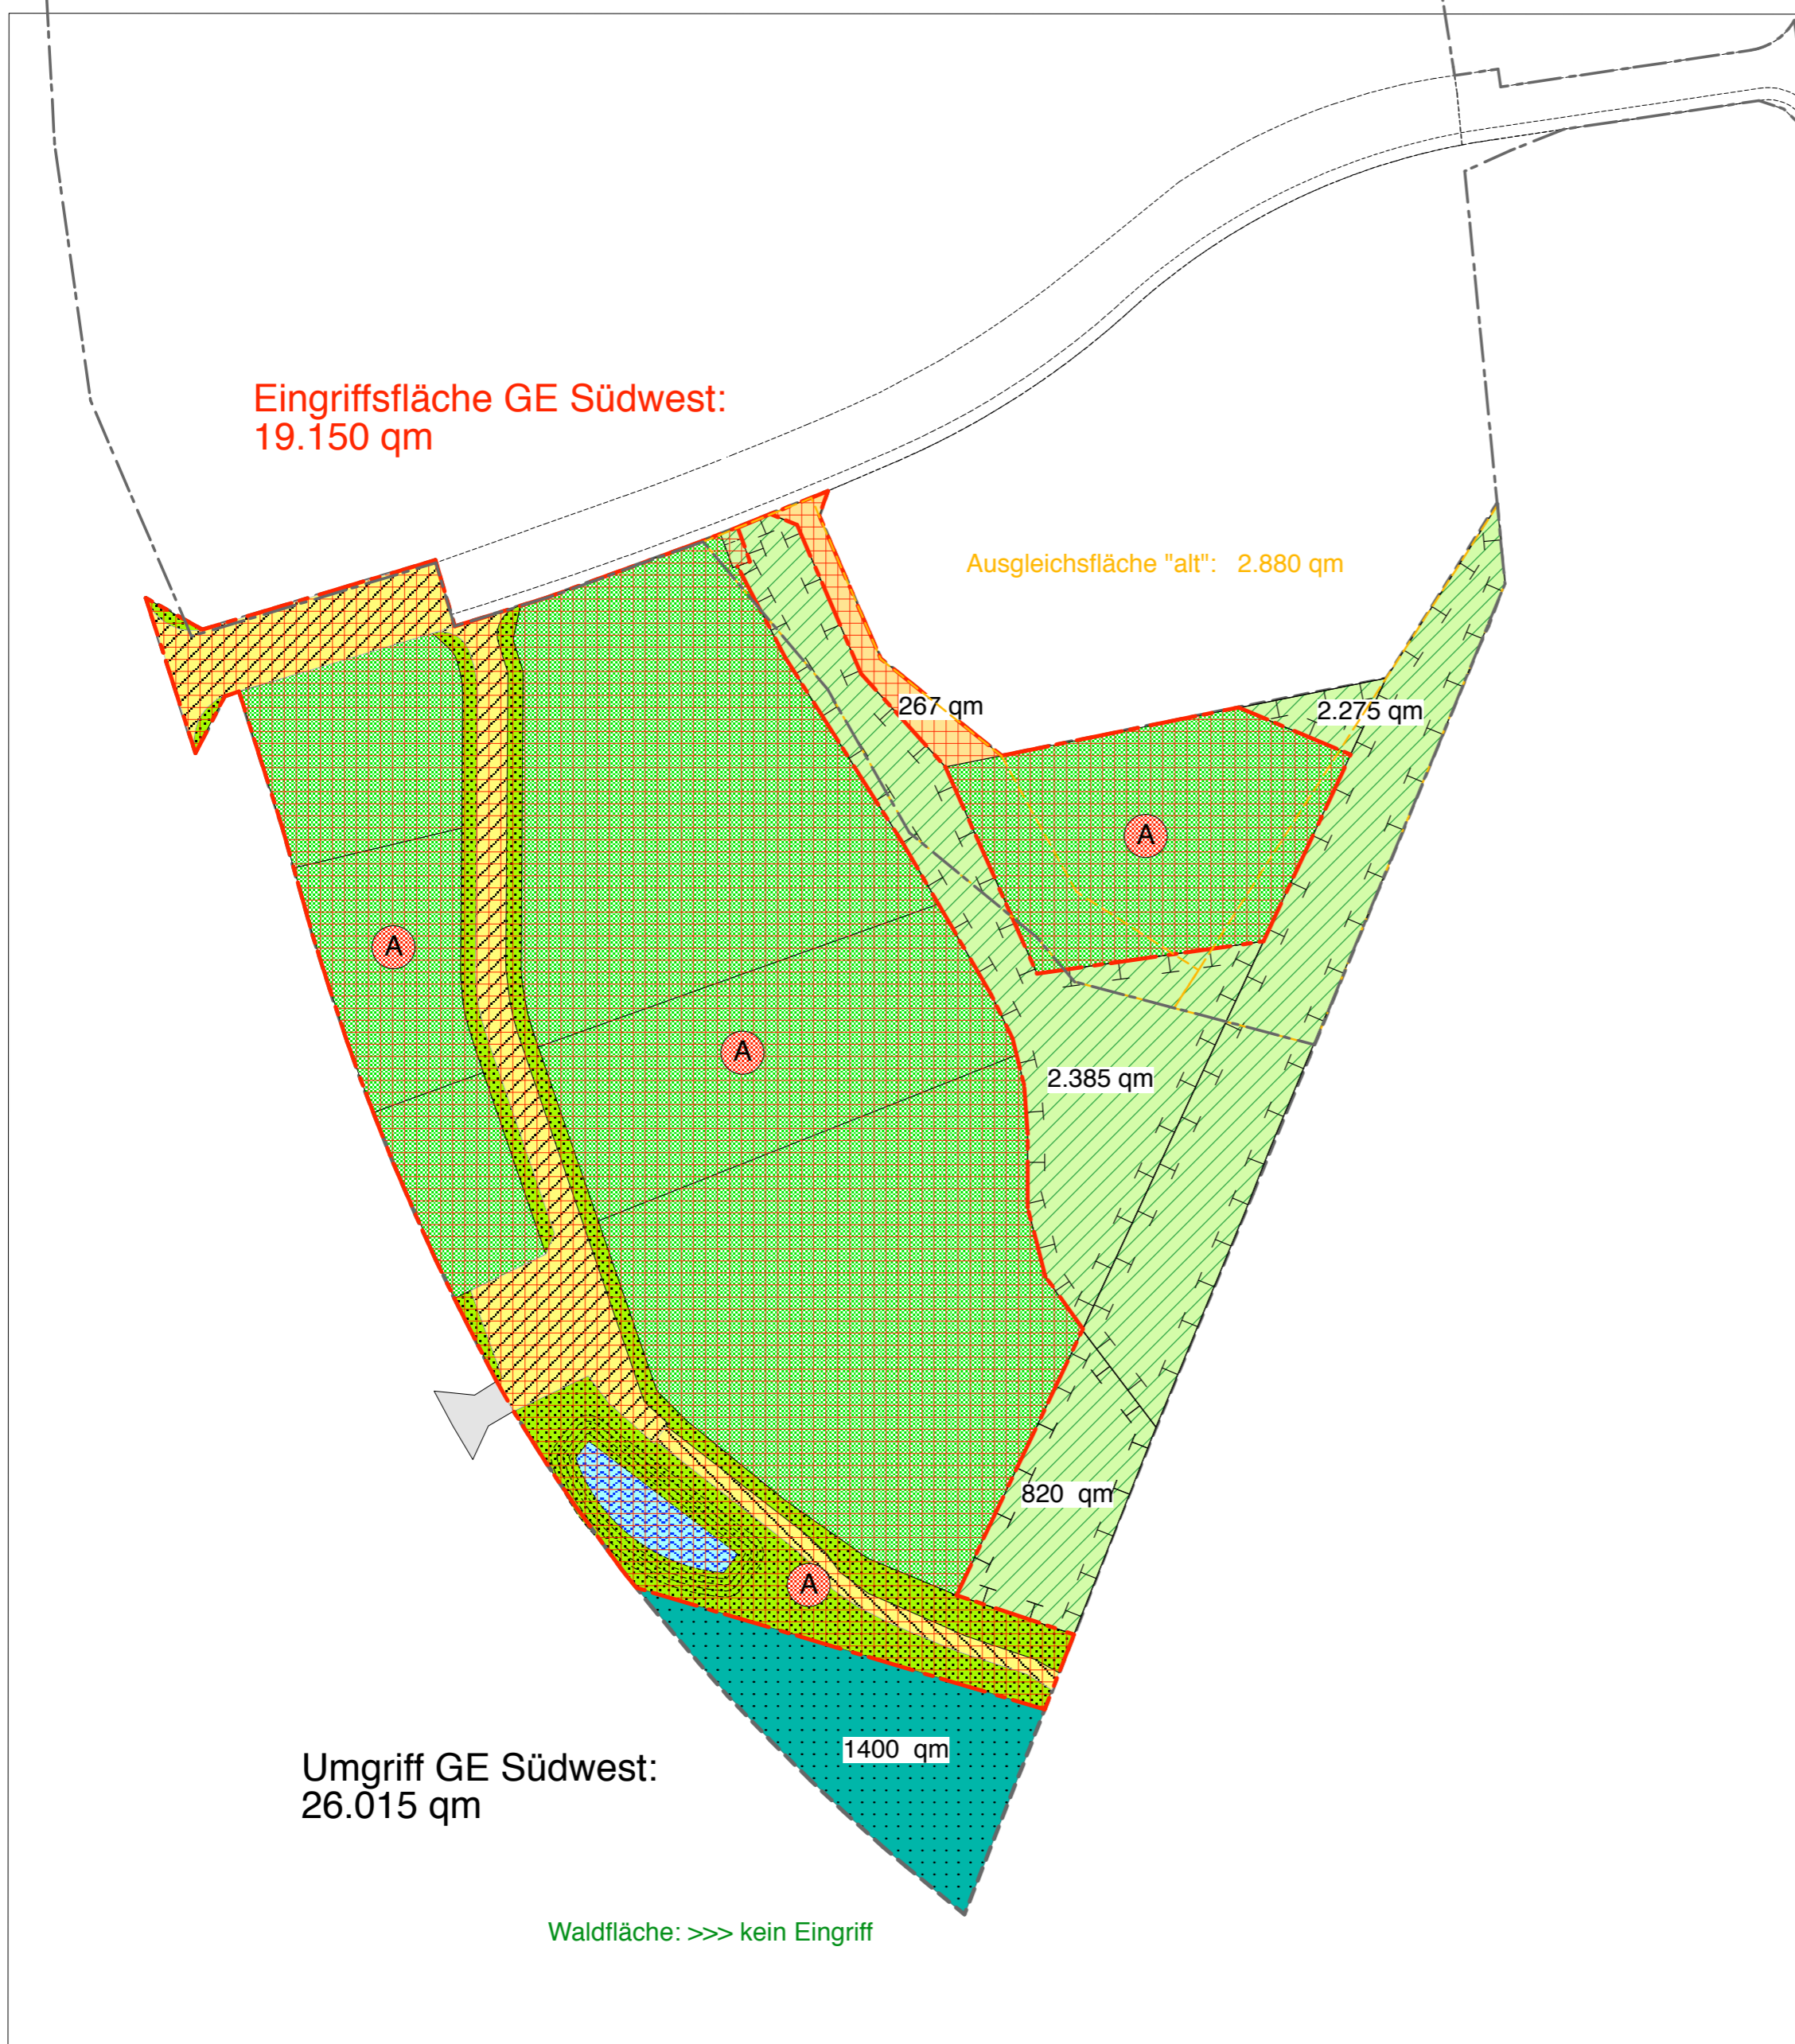 Eingriffsfläche GE Südwest:
19.150 qm
Ausgleichsfläche "alt":   2.880 qm
267 qm
2.275 qm
A
A
A
2.385 qm
820  qm
A
1400  qm
Umgriff GE Südwest:
26.015 qm
Waldfläche: >>> kein Eingriff